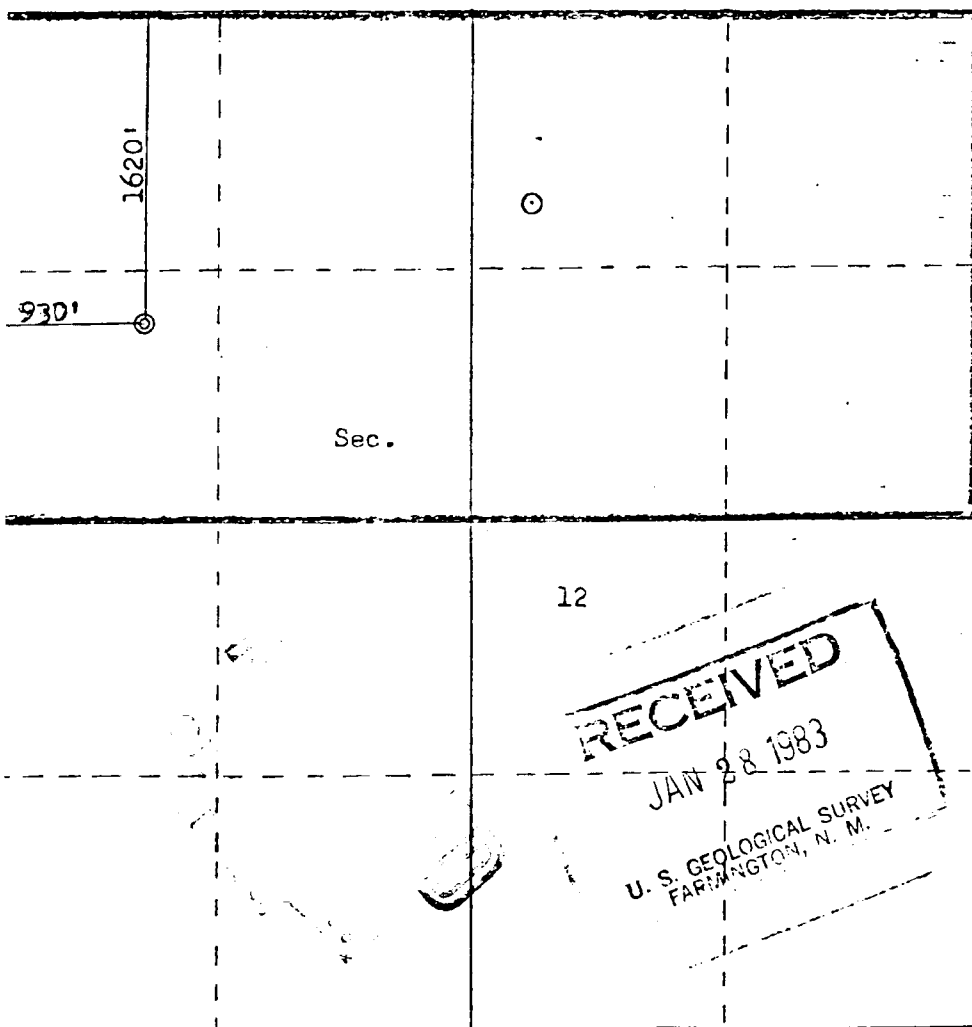 1620'
930'
Sec.
12
RECEIVED
JAN 28 1983
U. S. GEOLOGICAL SURVEY
FARMINGTON, N. M.